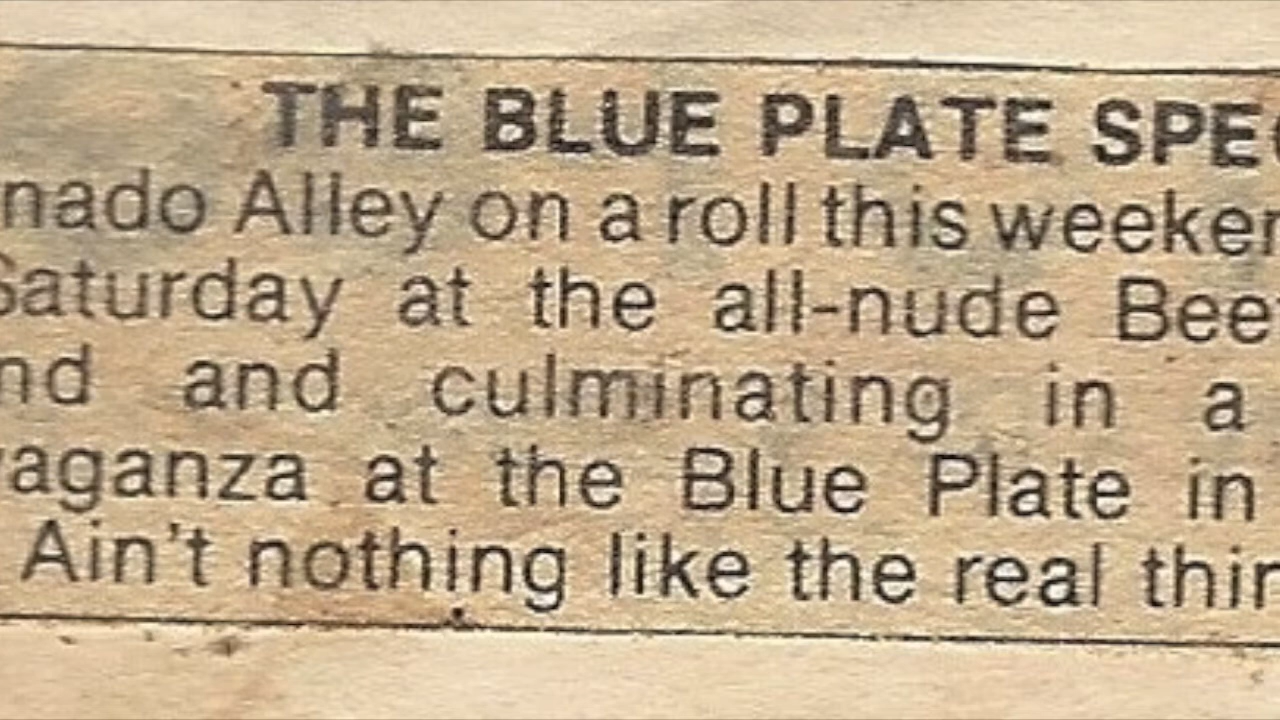 THE BLUE PLATE SPEC
nado Alley on a roll this weeken
Saturday at the all-nude Bee
nd and culminating in a
vaganza at the Blue Plate in
Ain't nothing like the real thin